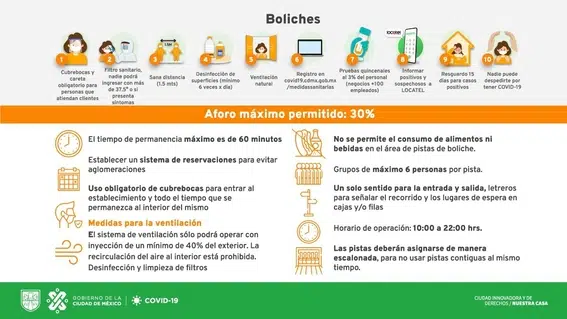 Boliches
1
Cubrebocas y
careta
obligatorio para
personas que
atiendan clientes
2
Filtro sanitario,
nadie podrá
ingresar con más
de 37.5° o si
presenta
síntomas
3
Sana distancia
(1.5 mts)
4
Desinfección de
superficies (mínimo
6 veces x día)
5
Ventilación
natural
6
Registro en
covid19.cdmx.gob.mx
/medidassanitarias
7
Pruebas quincenales
al 3% del personal
(negocios +100
empleados)
8
Informar
positivos y
sospechosos a
LOCATEL
9
Resguardo 15
días para casos
positivos
10
Nadie puede
despedirte por
tener COVID-19
Aforo máximo permitido: 30%
El tiempo de permanencia máximo es de 60 minutos
Establecer un sistema de reservaciones para evitar
aglomeraciones
Uso obligatorio de cubrebocas para entrar al
establecimiento y todo el tiempo que se
permanezca al interior del mismo
Medidas para la ventilación
El sistema de ventilación sólo podrá operar con
inyección de un mínimo de 40% del exterior. La
recirculación del aire al interior está prohibida.
Desinfección y limpieza de filtros
No se permite el consumo de alimentos ni
bebidas en el área de pistas de boliche.
Grupos de máximo 6 personas por pista.
Un solo sentido para la entrada y salida, letreros
para señalar el recorrido y los lugares de espera en
cajas y/o filas
Horario de operación: 10:00 a 22:00 hrs.
Las pistas deberán asignarse de manera
escalonada, para no usar pistas contiguas al mismo
tiempo.
GOBIERNO DE LA
CIUDAD DE MÉXICO
COVID-19
CIUDAD INNOVADORA Y DE
DERECHOS / NUESTRA CASA